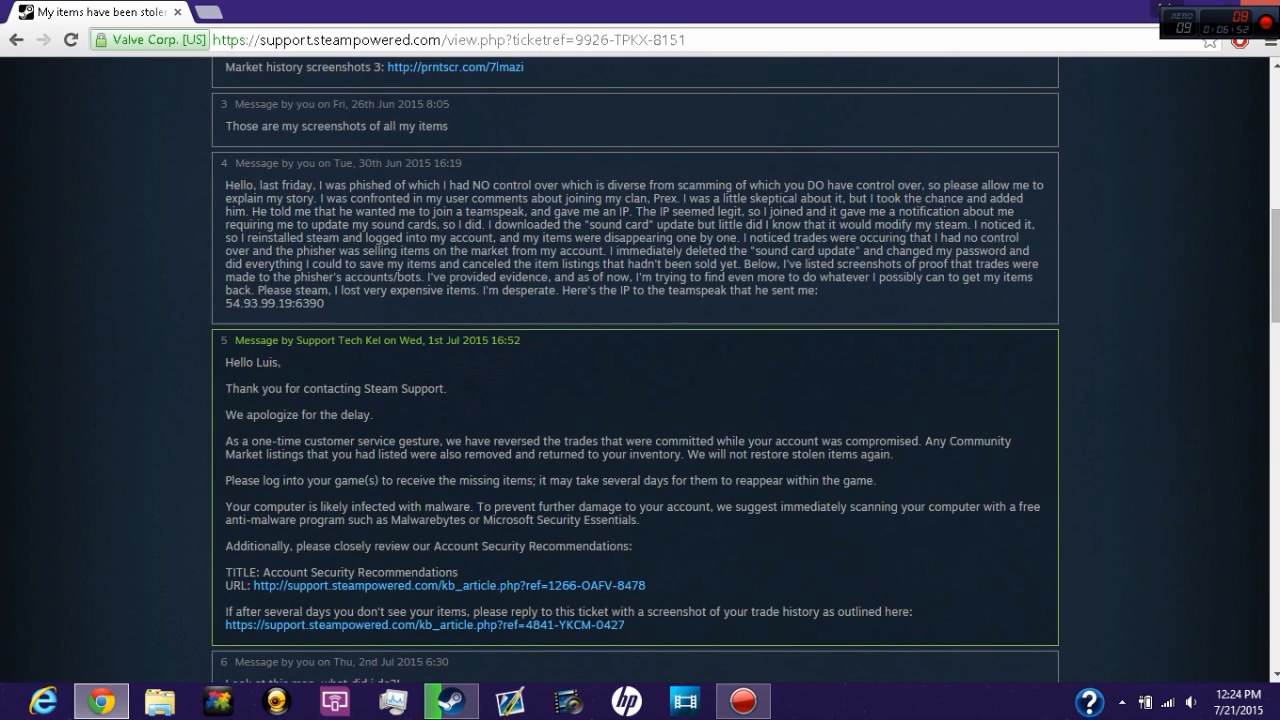 My items have been stolen
AERO
09
08
0:06:52
Valve Corp. [US] https://support.steampowered.com/ =9926-TPKX-8151
Market history screenshots 3: http://prntscr.com/7lmazi
3 Message by you on Fri, 26th Jun 2015 8:05
Those are my screenshots of all my items
4 Message by you on Tue, 30th Jun 2015 16:19
Hello, last friday, I was phished of which I had NO control over which is diverse from scamming of which you DO have control over, so please allow me to
explain my story. I was confronted in my user comments about joining my clan, Prex. I was a little skeptical about it, but I took the chance and added
him. He told me that he wanted me to join a teamspeak, and gave me an IP. The IP seemed legit, so I joined and it gave me a notification about me
requiring me to update my sound cards, so I did. I downloaded the "sound card" update but little did I know that it would modify my steam. I noticed it,
so I reinstalled steam and logged into my account, and my items were disappearing one by one. I noticed trades were occuring that I had no control
over and the phisher was selling items on the market from my account. I immediately deleted the "sound card update" and changed my password and
did everything I could to save my items and canceled the item listings that hadn't been sold yet. Below, I've listed screenshots of proof that trades were
made to the phisher's accounts/bots. I've provided evidence, and as of now, I'm trying to find even more to do whatever I possibly can to get my items
back. Please steam, I lost very expensive items. I'm desperate. Here's the IP to the teamspeak that he sent me:
54.93.99.19:6390
5 Message by Support Tech Kel on Wed, 1st Jul 2015 16:52
Hello Luis,
Thank you for contacting Steam Support.
We apologize for the delay.
As a one-time customer service gesture, we have reversed the trades that were committed while your account was compromised. Any Community
Market listings that you had listed were also removed and returned to your inventory. We will not restore stolen items again.
Please log into your game(s) to receive the missing items; it may take several days for them to reappear within the game.
Your computer is likely infected with malware. To prevent further damage to your account, we suggest immediately scanning your computer with a free
anti-malware program such as Malwarebytes or Microsoft Security Essentials.
Additionally, please closely review our Account Security Recommendations:
TITLE: Account Security Recommendations
URL: http://support.steampowered.com/kb_article.php?ref=1266-OAFV-8478
If after several days you don't see your items, please reply to this ticket with a screenshot of your trade history as outlined here:
https://support.steampowered.com/kb_article.php?ref=4841-YKCM-0427
6 Message by you on Thu, 2nd Jul 2015 6:30
hp
12:24 PM
7/21/2015